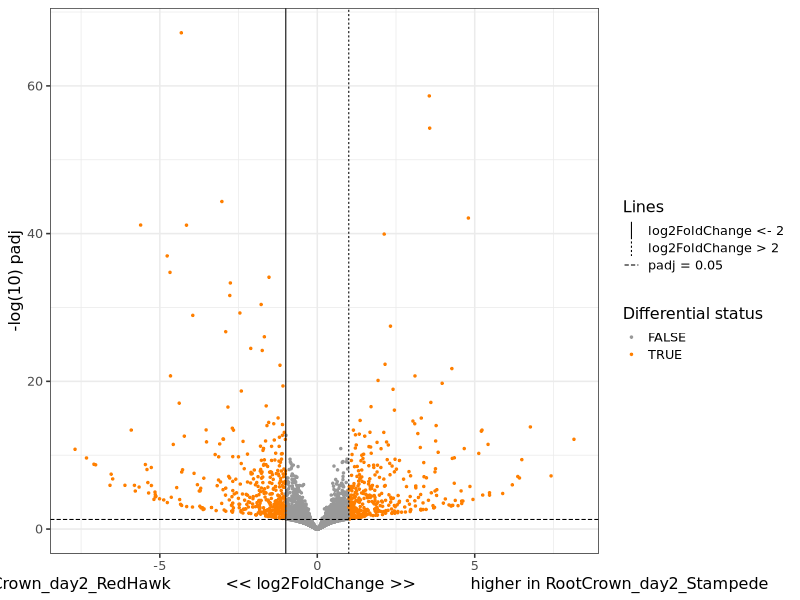 60
40
20
0
-log(10) padj
-5
0
5
Crown_day2_RedHawk << log2FoldChange >> higher in RootCrown_day2_Stampede
Lines
log2FoldChange <- 2
log2FoldChange > 2
padj = 0.05
Differential status
FALSE
TRUE